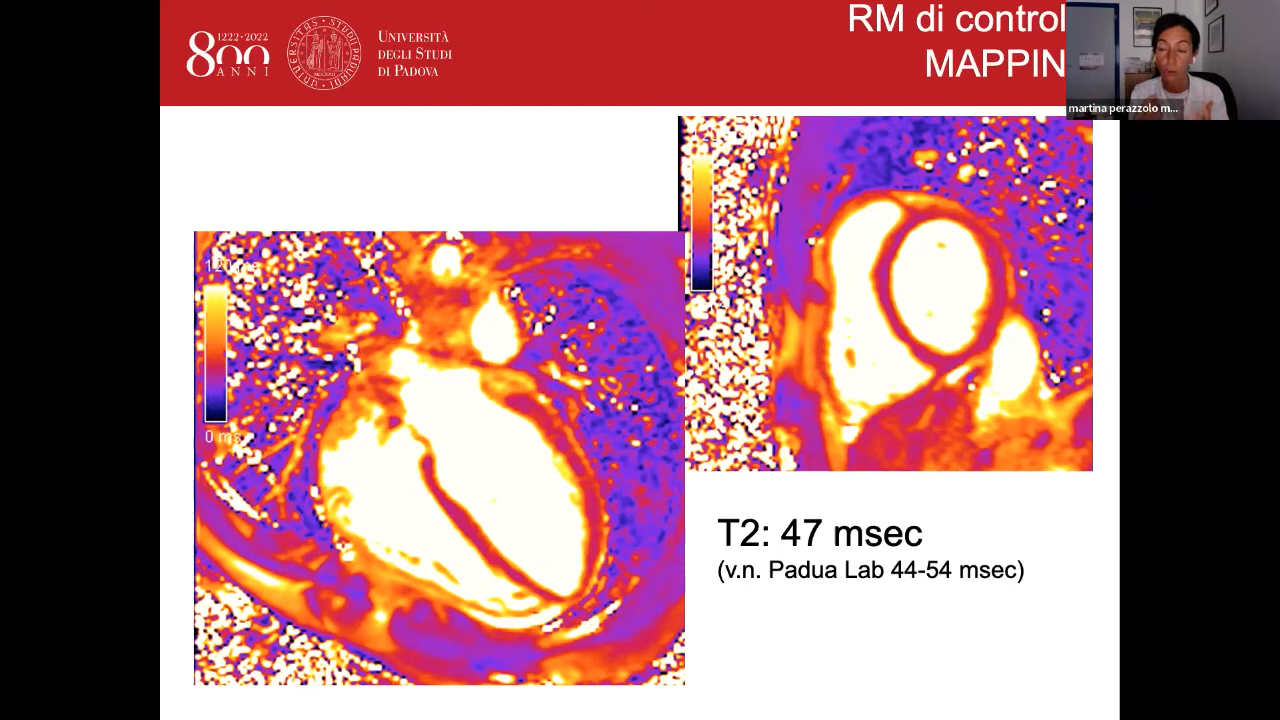 1222·2022
800
ANNI
UNIVERSITÀ
DEGLI STUDI
DI PADOVA
RM di control
MAPPIN
martina perazzolo m...
0 ms
T2: 47 msec
(v.n. Padua Lab 44-54 msec)